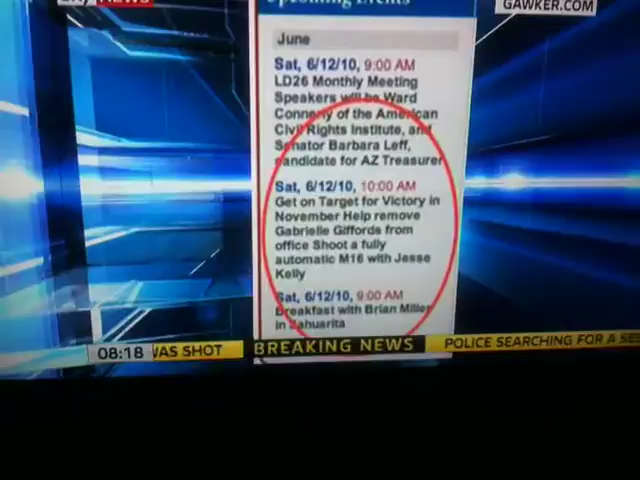 NEWS
GAWKER.COM
Upcoming Events
June
Sat, 6/12/10, 9:00 AM
LD26 Monthly Meeting
Speakers will be Ward
Connerly of the American
Civil Rights Institute, and
Senator Barbara Leff,
candidate for AZ Treasurer
Sat, 6/12/10, 10:00 AM
Get on Target for Victory in
November Help remove
Gabrielle Giffords from
office Shoot a fully
automatic M16 with Jesse
Kelly
Sat, 6/12/10, 9:00 AM
Breakfast with Brian Miller
in Sahuarita
08:18 WAS SHOT BREAKING NEWS POLICE SEARCHING FOR A